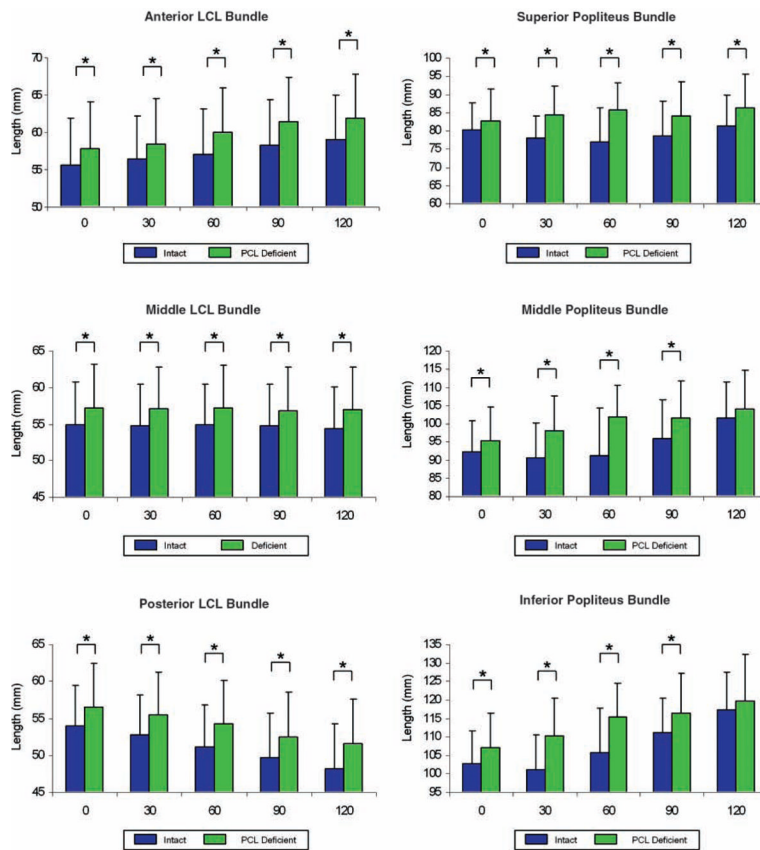 Anterior LCL Bundle
Length (mm)
70
65
60
55
50
* * * * *
0 30 60 90 120
Intact PCL Deficient
Superior Popliteus Bundle
Length (mm)
100
95
90
85
80
75
70
65
60
* * * * *
0 30 60 90 120
Intact PCL Deficient
Middle LCL Bundle
Length (mm)
65
60
55
50
45
* * * * *
0 30 60 90 120
Intact Deficient
Middle Popliteus Bundle
Length (mm)
120
115
110
105
100
95
90
85
80
* * * *
0 30 60 90 120
Intact PCL Deficient
Posterior LCL Bundle
Length (mm)
65
60
55
50
45
* * * * *
0 30 60 90 120
Intact PCL Deficient
Inferior Popliteus Bundle
Length (mm)
135
130
125
120
115
110
105
100
95
* * * *
0 30 60 90 120
Intact PCL Deficient